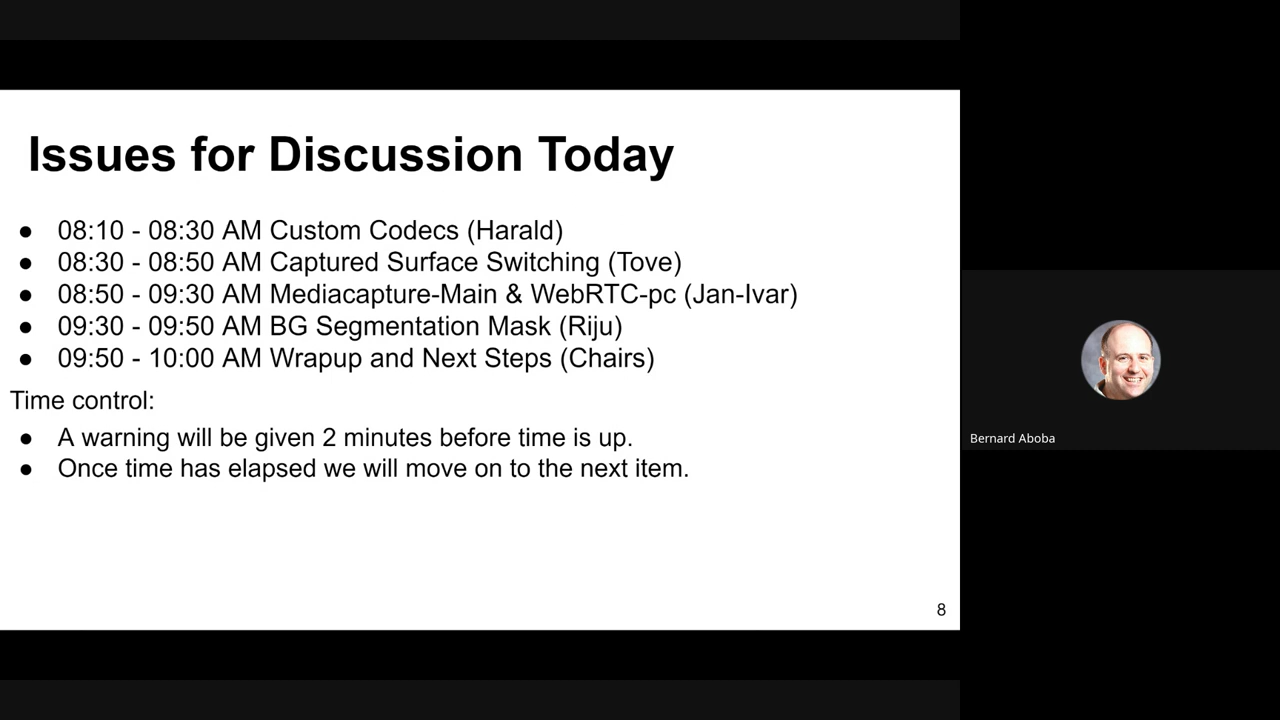 Issues for Discussion Today
● 08:10 - 08:30 AM Custom Codecs (Harald)
● 08:30 - 08:50 AM Captured Surface Switching (Tove)
● 08:50 - 09:30 AM Mediacapture-Main & WebRTC-pc (Jan-Ivar)
● 09:30 - 09:50 AM BG Segmentation Mask (Riju)
● 09:50 - 10:00 AM Wrapup and Next Steps (Chairs)
Time control:
● A warning will be given 2 minutes before time is up.
● Once time has elapsed we will move on to the next item.
8
Bernard Aboba